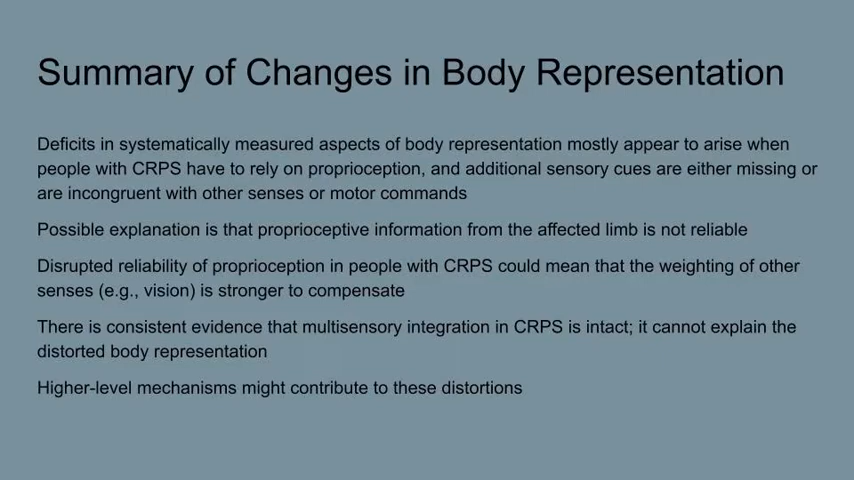 Summary of Changes in Body Representation
Deficits in systematically measured aspects of body representation mostly appear to arise when
people with CRPS have to rely on proprioception, and additional sensory cues are either missing or
are incongruent with other senses or motor commands
Possible explanation is that proprioceptive information from the affected limb is not reliable
Disrupted reliability of proprioception in people with CRPS could mean that the weighting of other
senses (e.g., vision) is stronger to compensate
There is consistent evidence that multisensory integration in CRPS is intact; it cannot explain the
distorted body representation
Higher-level mechanisms might contribute to these distortions